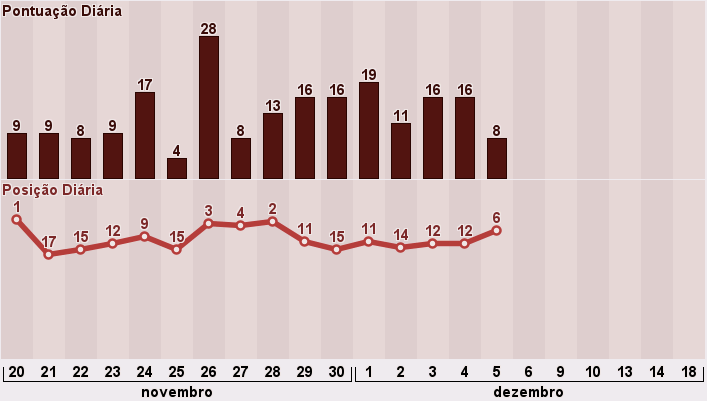 Pontuação Diária
9 9 8 9 17 4 28 8 13 16 16 19 11 16 16 8
Posição Diária
1 17 15 12 9 15 3 4 2 11 15 11 14 12 12 6
20 21 22 23 24 25 26 27 28 29 30 1 2 3 4 5 6 9 10 13 14 18
novembro dezembro